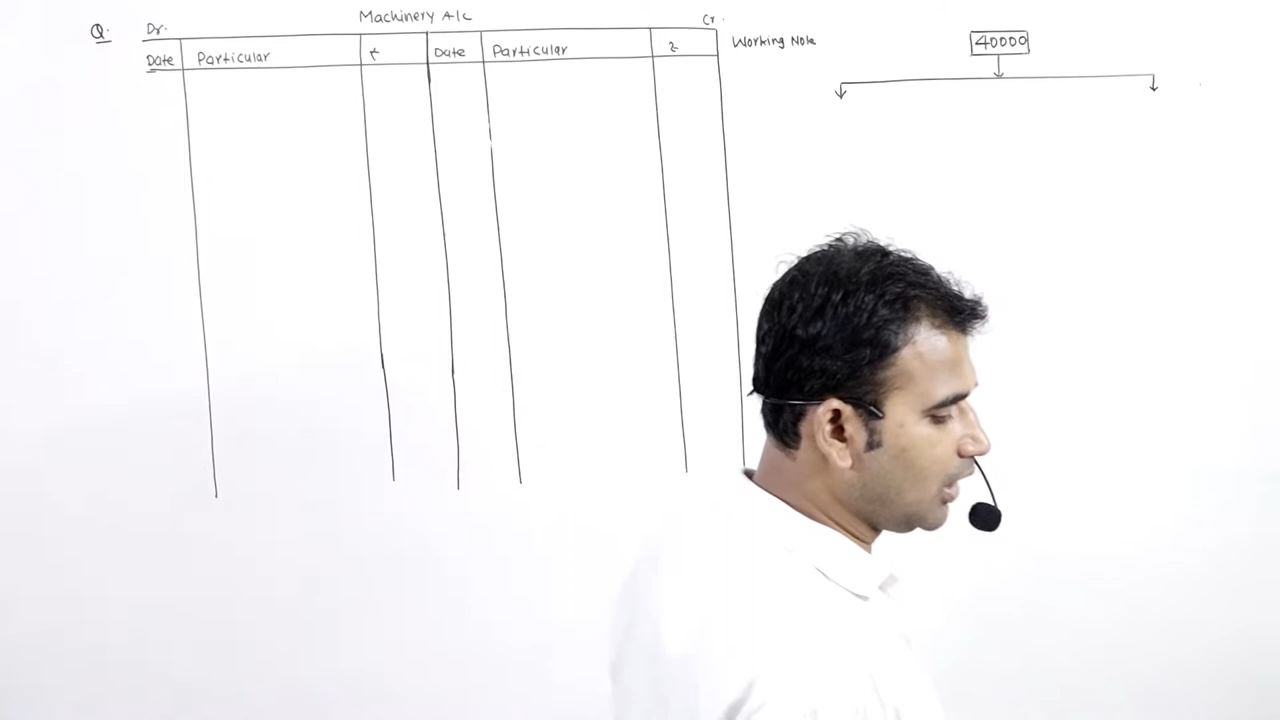 Q.
Dr.
Machinery A/c
Cr.
Date
Particular
Date
Particular
Working Note
40000